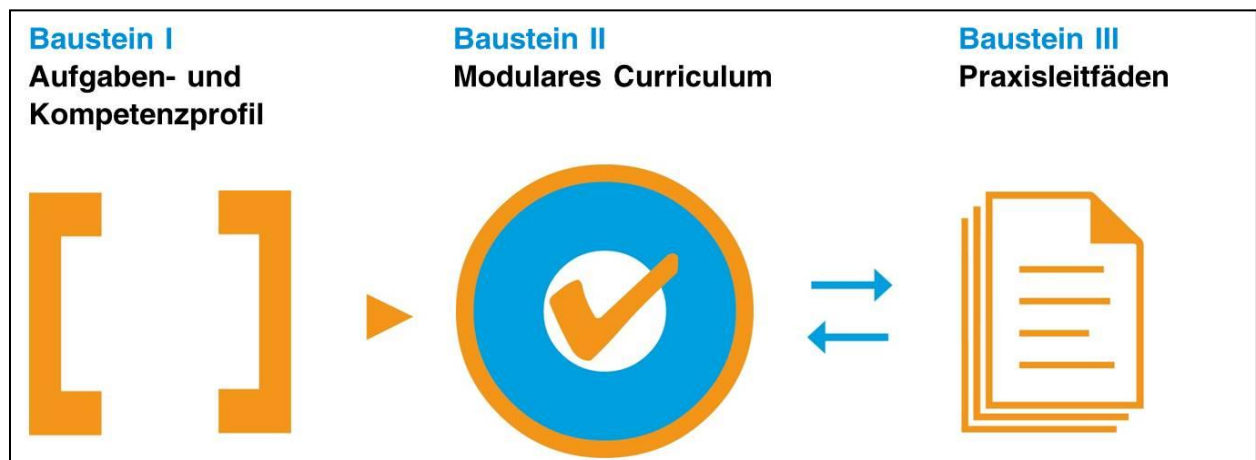 Baustein I
Aufgaben- und
Kompetenzprofil
Baustein II
Modulares Curriculum
Baustein III
Praxisleitfäden